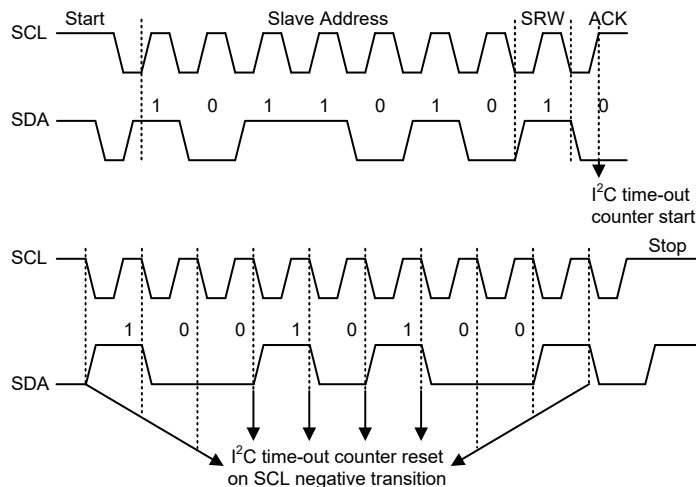 Start Slave Address SRW ACK
SCL
1 0 1 1 0 1 0 1 0
SDA
I²C time-out
counter start
Stop
SCL
1 0 0 1 0 1 0 0
SDA
I²C time-out counter reset
on SCL negative transition